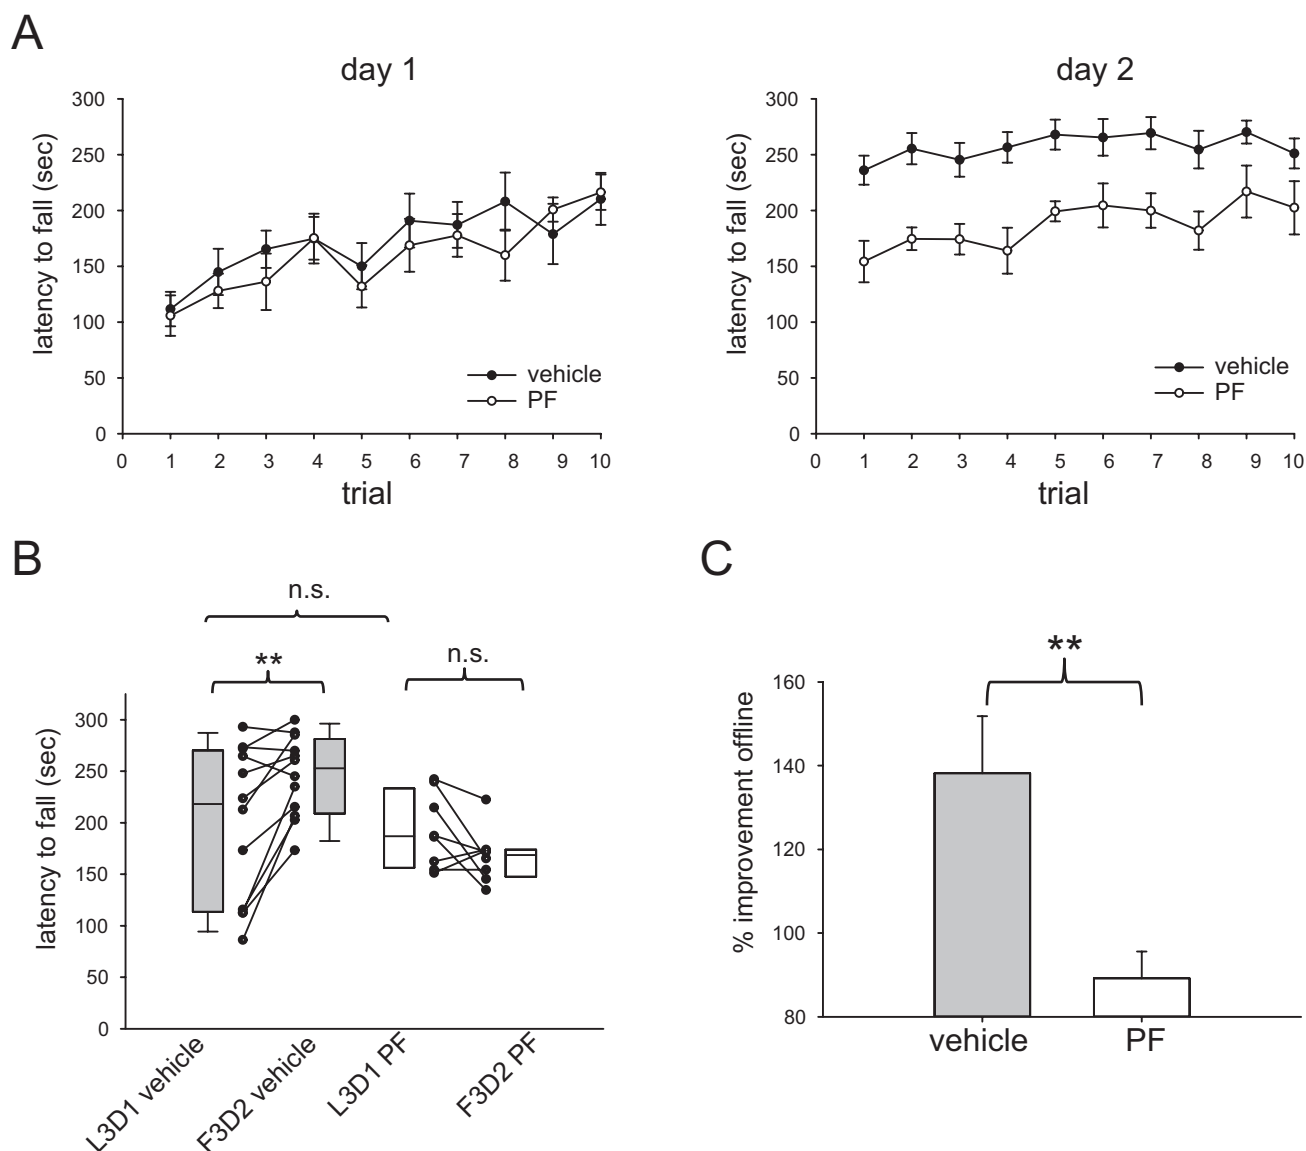 A
day 1
day 2
latency to fall (sec)
300
250
200
150
100
50
0
vehicle
PF
0 1 2 3 4 5 6 7 8 9 10
trial
latency to fall (sec)
300
250
200
150
100
50
0
vehicle
PF
0 1 2 3 4 5 6 7 8 9 10
trial
B
n.s.
**
n.s.
latency to fall (sec)
300
250
200
150
100
50
0
L3D1 vehicle
F3D2 vehicle
L3D1 PF
F3D2 PF
C
**
% improvement offline
160
140
120
100
80
vehicle
PF